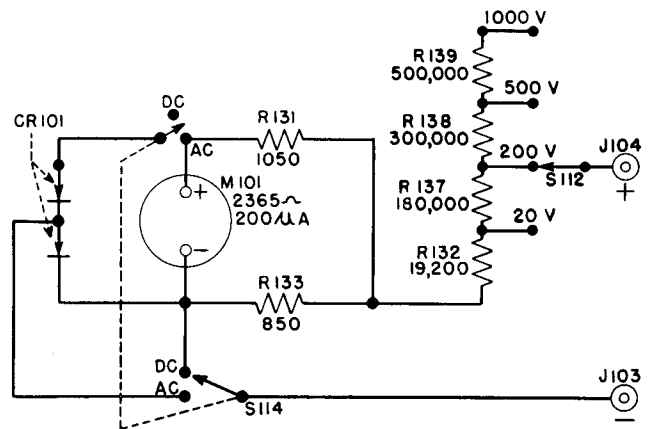 1000 V
R139
500,000
500 V
DC
R138
300,000
CR101
R131
1050
AC
200 V
J104
S112
+
+
M101
2365~
200µA
R 137
180,000
20 V
−
R132
19,200
R133
850
DC
AC
S114
J103
−